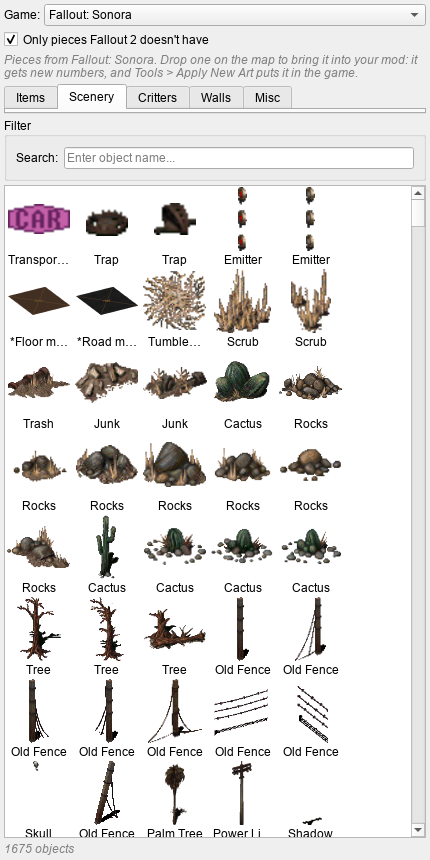 Game: Fallout: Sonora
Only pieces Fallout 2 doesn't have
Pieces from Fallout: Sonora. Drop one on the map to bring it into your mod: it
gets new numbers, and Tools > Apply New Art puts it in the game.
Items Scenery Critters Walls Misc
Filter
Search: Enter object name...
CAR
Transpor... Trap Trap Emitter Emitter
*Floor m... *Road m... Tumble... Scrub Scrub
Trash Junk Junk Cactus Rocks
Rocks Rocks Rocks Rocks Rocks
Rocks Cactus Cactus Cactus Cactus
Tree Tree Tree Old Fence Old Fence
Old Fence Old Fence Old Fence Old Fence Old Fence
Skull Old Fence Palm Tree Power Li... Shadow
1675 objects